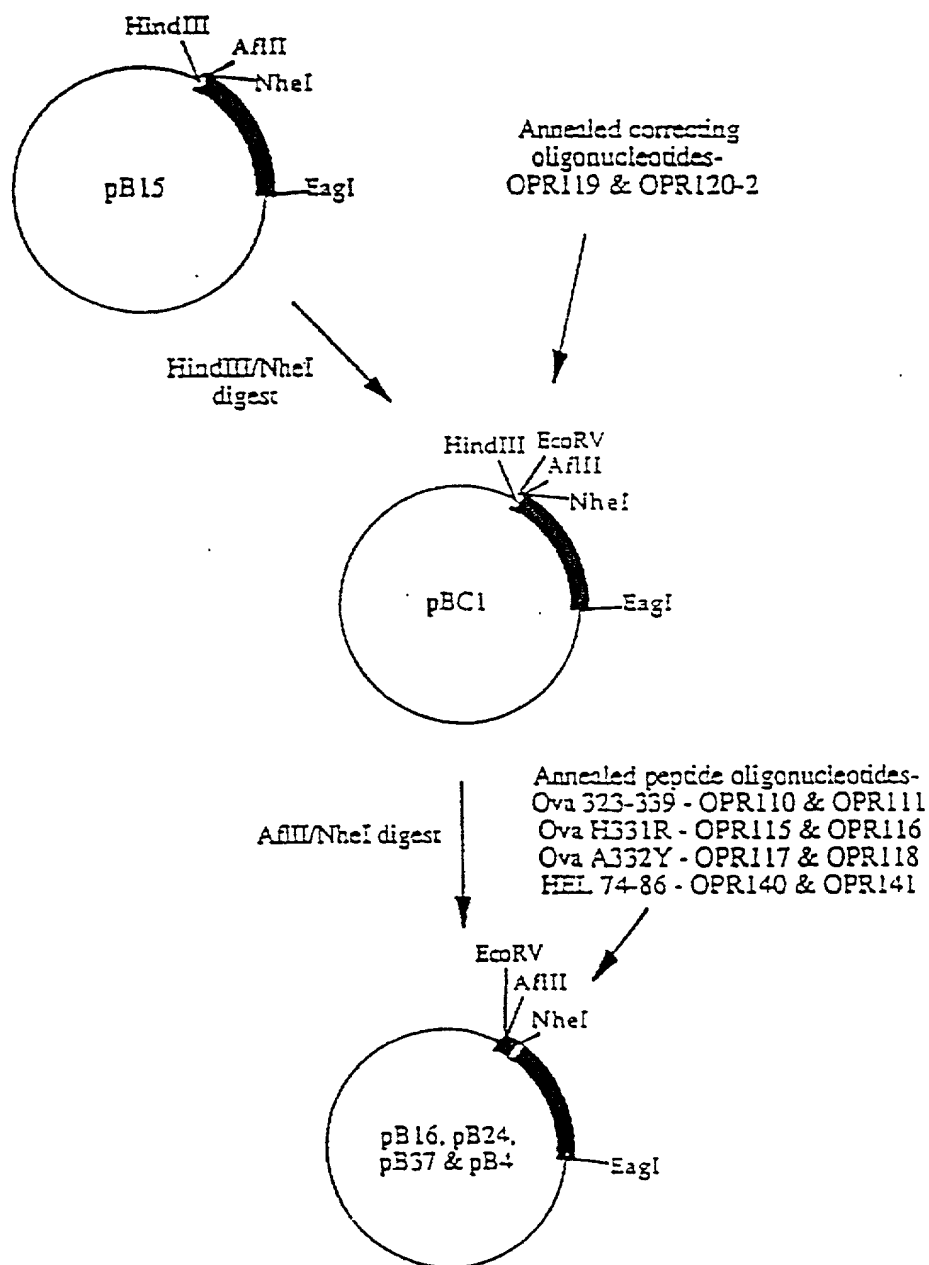 HindIII
AflII
NheI
pB15
EagI
Annealed correcting
oligonucleotides-
OPR119 & OPR120-2
HindIII/NheI
digest
HindIII
EcoRV
AflII
NheI
pBC1
EagI
AflII/NheI digest
Annealed peptide oligonucleotides-
Ova 323-339 - OPR110 & OPR111
Ova H331R - OPR115 & OPR116
Ova A332Y - OPR117 & OPR118
HEL 74-86 - OPR140 & OPR141
EcoRV
AflII
NheI
pB16, pB24,
pB37 & pB4
EagI